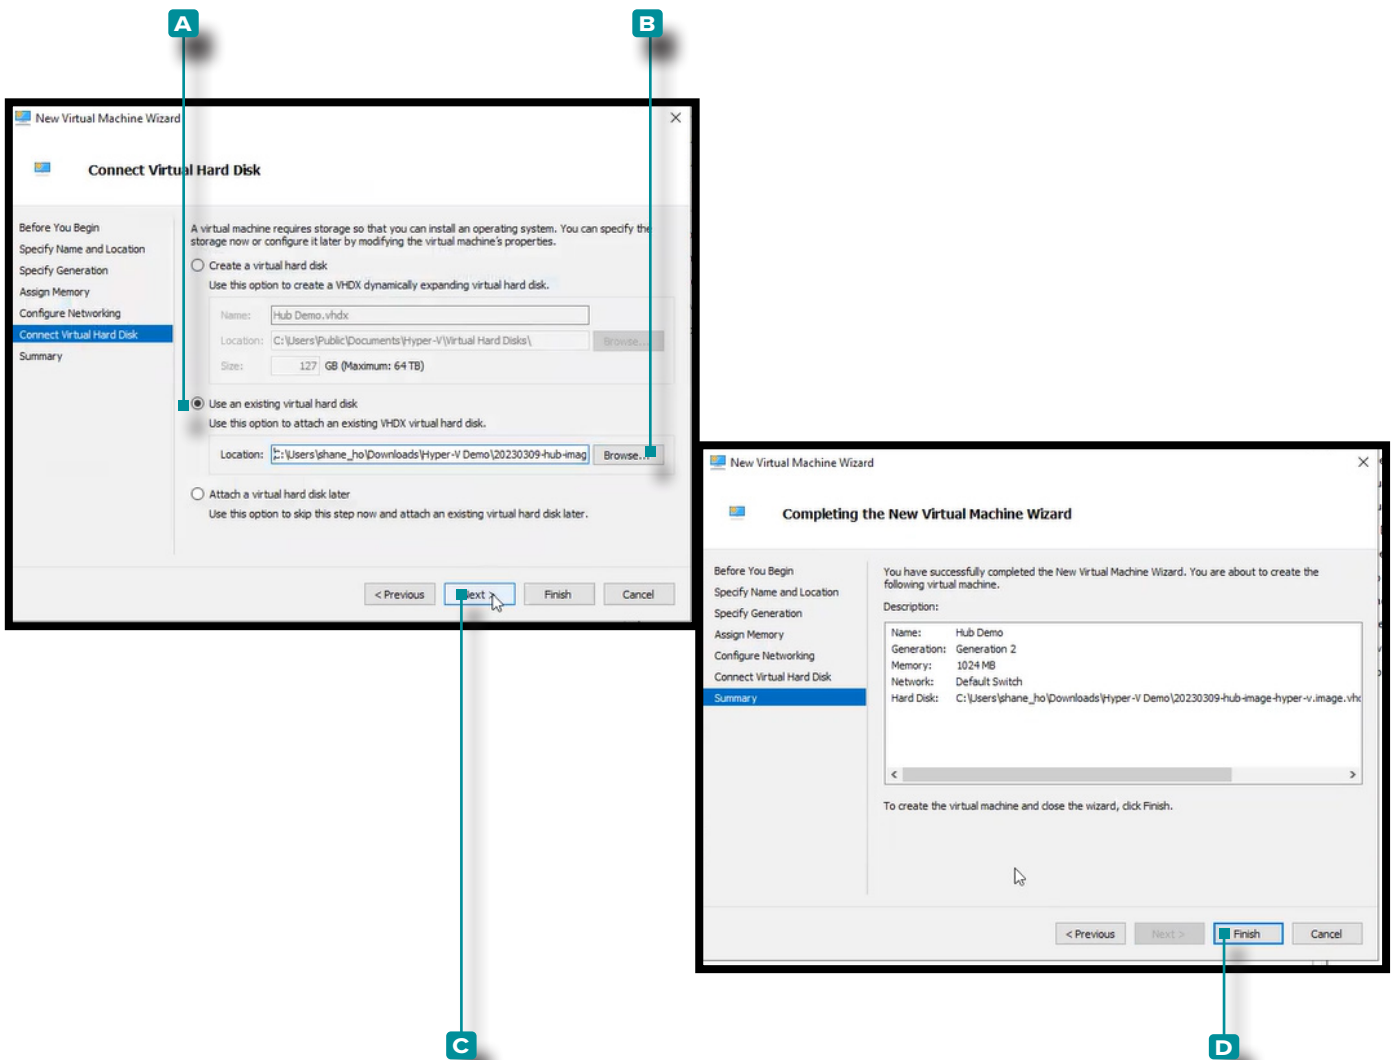 A
B
New Virtual Machine Wizard
Connect Virtual Hard Disk
Before You Begin
Specify Name and Location
Specify Generation
Assign Memory
Configure Networking
Connect Virtual Hard Disk
Summary
A virtual machine requires storage so that you can install an operating system. You can specify the
storage now or configure it later by modifying the virtual machine's properties.
Create a virtual hard disk
Use this option to create a VHDX dynamically expanding virtual hard disk.
Name: Hub Demo.vhdx
Location: C:\Users\Public\Documents\Hyper-V\Virtual Hard Disks\ Browse...
Size: 127 GB (Maximum: 64 TB)
Use an existing virtual hard disk
Use this option to attach an existing VHDX virtual hard disk.
Location: C:\Users\shane_ho\Downloads\Hyper-V Demo\20230309-hub-imag Browse...
Attach a virtual hard disk later
Use this option to skip this step now and attach an existing virtual hard disk later.
< Previous Next > Finish Cancel
New Virtual Machine Wizard
Completing the New Virtual Machine Wizard
Before You Begin
Specify Name and Location
Specify Generation
Assign Memory
Configure Networking
Connect Virtual Hard Disk
Summary
You have successfully completed the New Virtual Machine Wizard. You are about to create the
following virtual machine.
Description:
Name: Hub Demo
Generation: Generation 2
Memory: 1024 MB
Network: Default Switch
Hard Disk: C:\Users\shane_ho\Downloads\Hyper-V Demo\20230309-hub-image-hyper-v.image.vh
To create the virtual machine and close the wizard, click Finish.
< Previous Next > Finish Cancel
C
D